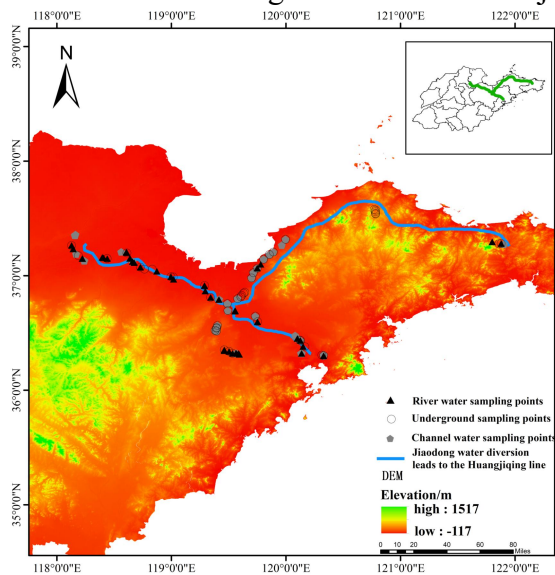 118°0'0"E 119°0'0"E 120°0'0"E 121°0'0"E 122°0'0"E
N
39°0'0"N
38°0'0"N
37°0'0"N
36°0'0"N
35°0'0"N
River water sampling points
Underground sampling points
Channel water sampling points
Jiaodong water diversion
leads to the Huangjiqing line
DEM
Elevation/m
high : 1517
low : -117
0 10 20 40 60 80
Miles
118°0'0"E 119°0'0"E 120°0'0"E 121°0'0"E 122°0'0"E